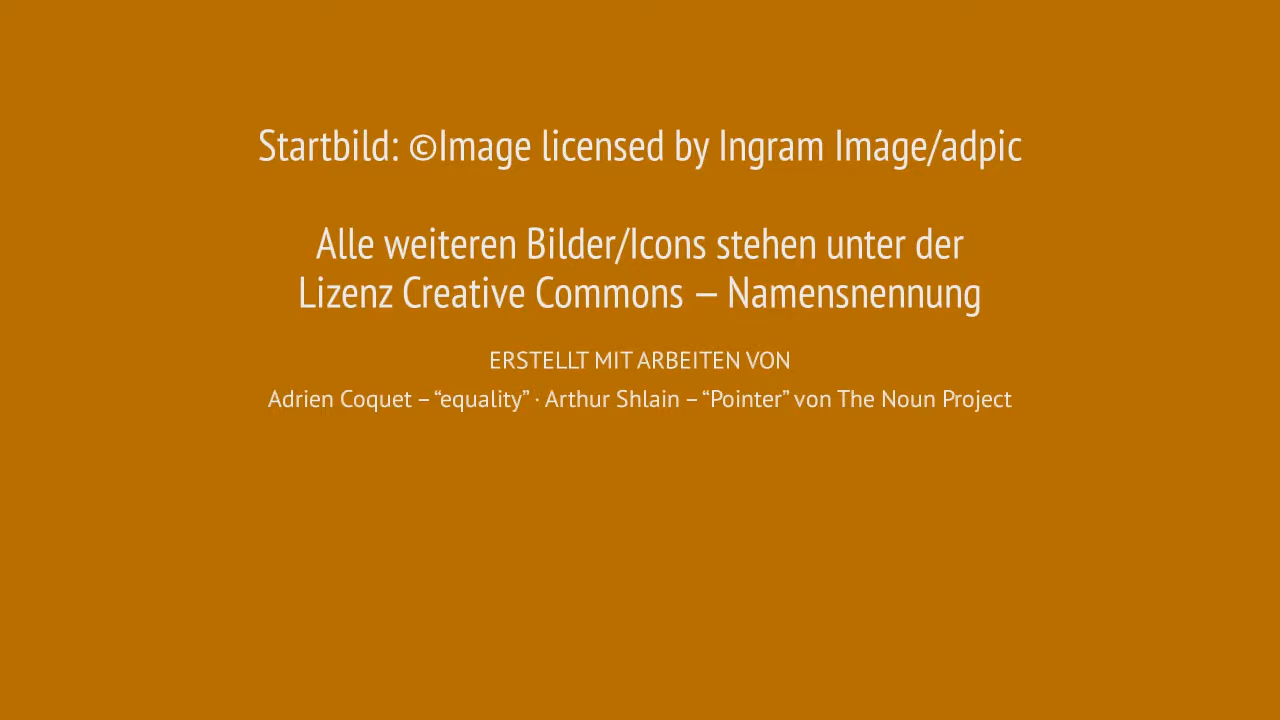 Startbild: ©Image licensed by Ingram Image/adpic
Alle weiteren Bilder/Icons stehen unter der
Lizenz Creative Commons — Namensnennung
ERSTELLT MIT ARBEITEN VON
Adrien Coquet – “equality” · Arthur Shlain – “Pointer” von The Noun Project